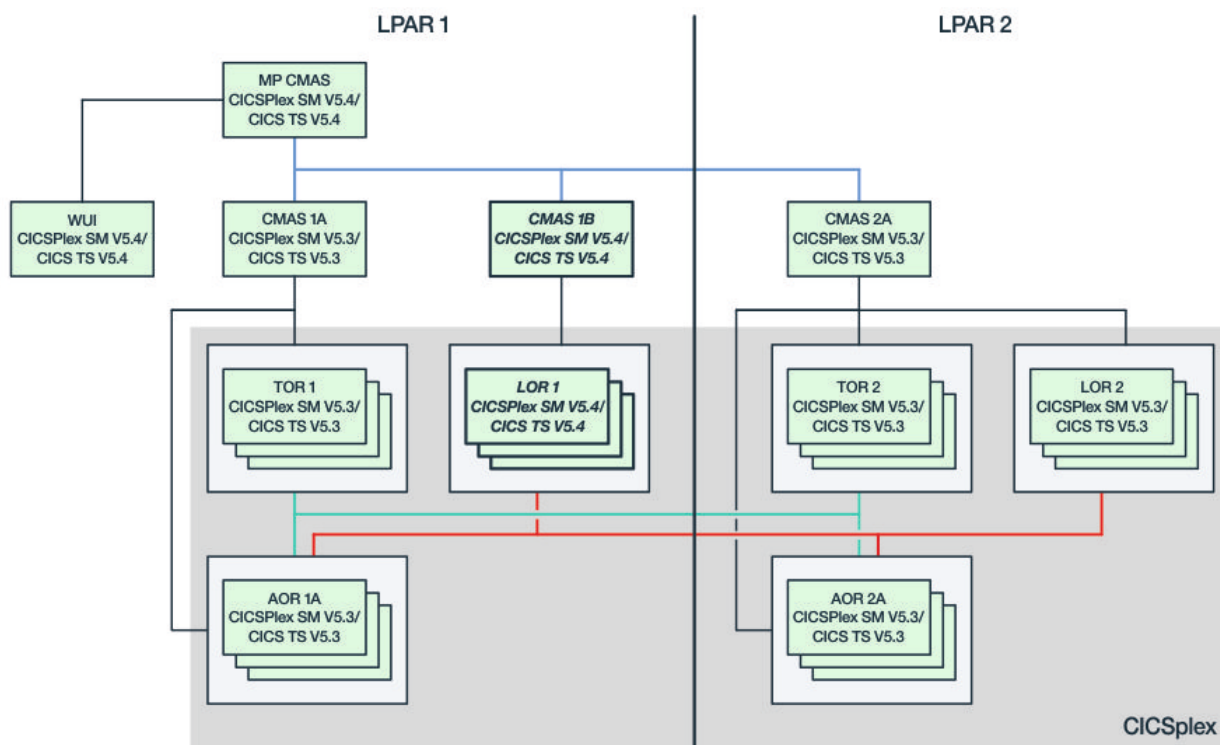 LPAR 1
LPAR 2
MP CMAS
CICSPlex SM V5.4/
CICS TS V5.4
WUI
CICSPlex SM V5.4/
CICS TS V5.4
CMAS 1A
CICSPlex SM V5.3/
CICS TS V5.3
CMAS 1B
CICSPlex SM V5.4/
CICS TS V5.4
CMAS 2A
CICSPlex SM V5.3/
CICS TS V5.3
TOR 1
CICSPlex SM V5.3/
CICS TS V5.3
LOR 1
CICSPlex SM V5.4/
CICS TS V5.4
TOR 2
CICSPlex SM V5.3/
CICS TS V5.3
LOR 2
CICSPlex SM V5.3/
CICS TS V5.3
AOR 1A
CICSPlex SM V5.3/
CICS TS V5.3
AOR 2A
CICSPlex SM V5.3/
CICS TS V5.3
CICSplex